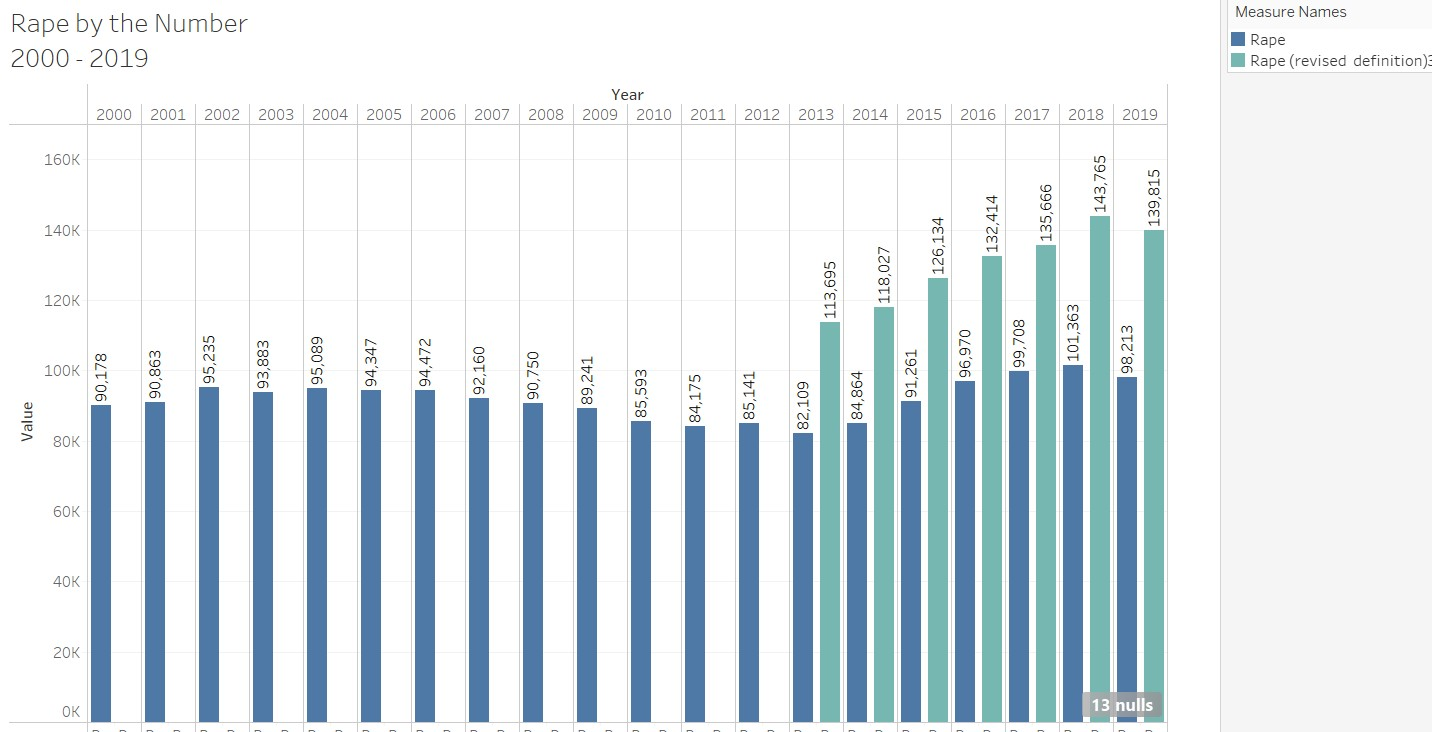 Rape by the Number
2000 - 2019
Measure Names
Rape
Rape (revised definition)3
Year
2000 2001 2002 2003 2004 2005 2006 2007 2008 2009 2010 2011 2012 2013 2014 2015 2016 2017 2018 2019
160K
140K
120K
100K
80K
60K
40K
20K
0K
Value
90,178
90,863
95,235
93,883
95,089
94,347
94,472
92,160
90,750
89,241
85,593
84,175
85,141
82,109
113,695
84,864
118,027
91,261
126,134
96,970
132,414
99,708
135,666
101,363
143,765
98,213
139,815
13 nulls